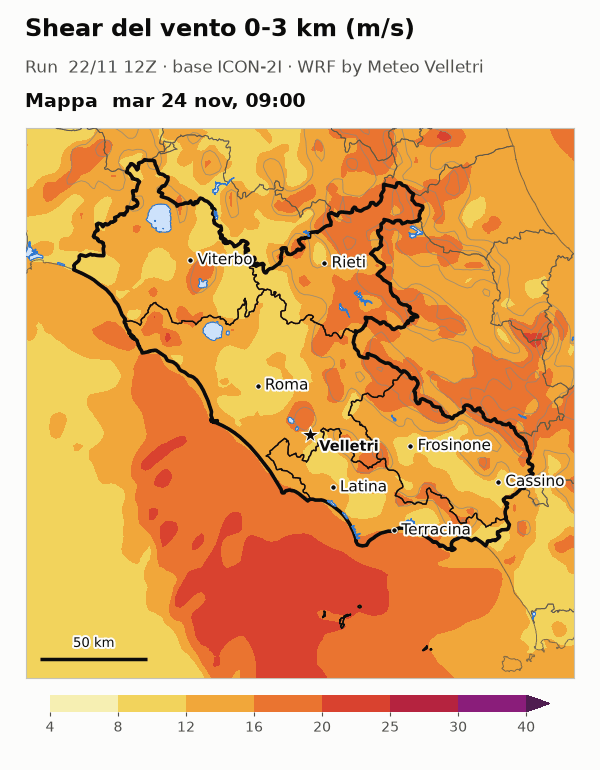 Shear del vento 0-3 km (m/s)
Run  22/11 12Z · base ICON-2I · WRF by Meteo Velletri
Mappa  mar 24 nov, 09:00
Viterbo
Rieti
Roma
Velletri
Frosinone
Cassino
Latina
Terracina
50 km
4 8 12 16 20 25 30 40